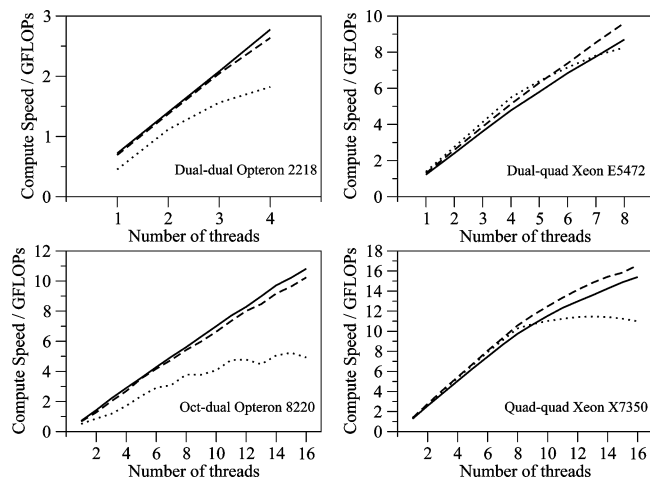 3
2
1
0
Compute Speed / GFLOPs
Dual-dual Opteron 2218
1 2 3 4
Number of threads
10
8
6
4
2
0
Compute Speed / GFLOPs
Dual-quad Xeon E5472
1 2 3 4 5 6 7 8
Number of threads
12
10
8
6
4
2
0
Compute Speed / GFLOPs
Oct-dual Opteron 8220
2 4 6 8 10 12 14 16
Number of threads
18
16
14
12
10
8
6
4
2
0
Compute Speed / GFLOPs
Quad-quad Xeon X7350
2 4 6 8 10 12 14 16
Number of threads